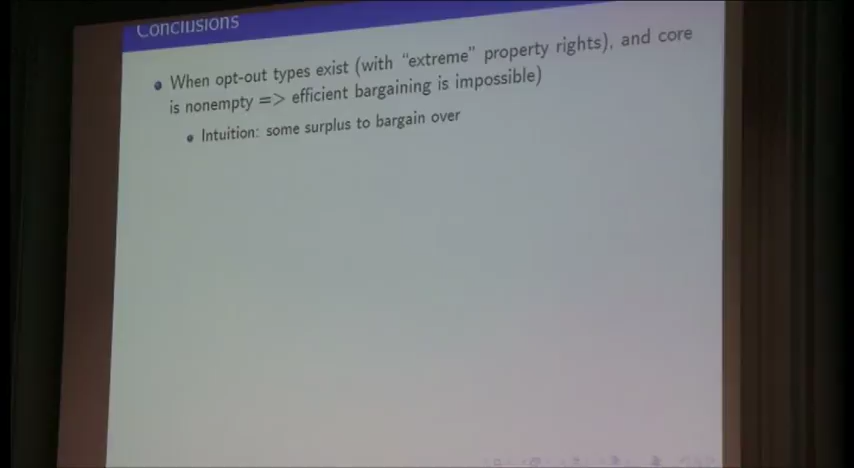 Conclusions
When opt-out types exist (with "extreme" property rights), and core
is nonempty => efficient bargaining is impossible)
Intuition: some surplus to bargain over